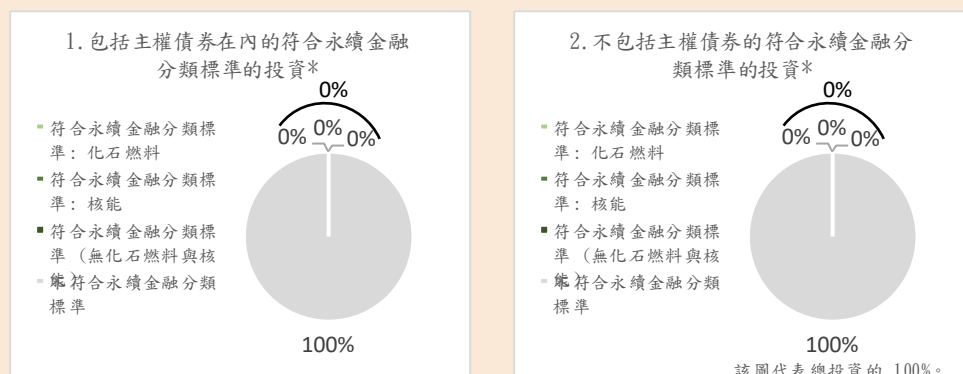 1.包括主權債券在內的符合永續金融
分類標準的投資*
0%
0% 0% 0%
符合永續金融分類標
準：化石燃料
符合永續金融分類標
準：核能
符合永續金融分類標
準（無化石燃料與核
能）
未符合永續金融分類
標準
100%
2.不包括主權債券的符合永續金融分
類標準的投資*
0%
0% 0% 0%
符合永續金融分類標
準：化石燃料
符合永續金融分類標
準：核能
符合永續金融分類標
準（無化石燃料與核
能）
未符合永續金融分類
標準
100%
該圖代表總投資的 100%。